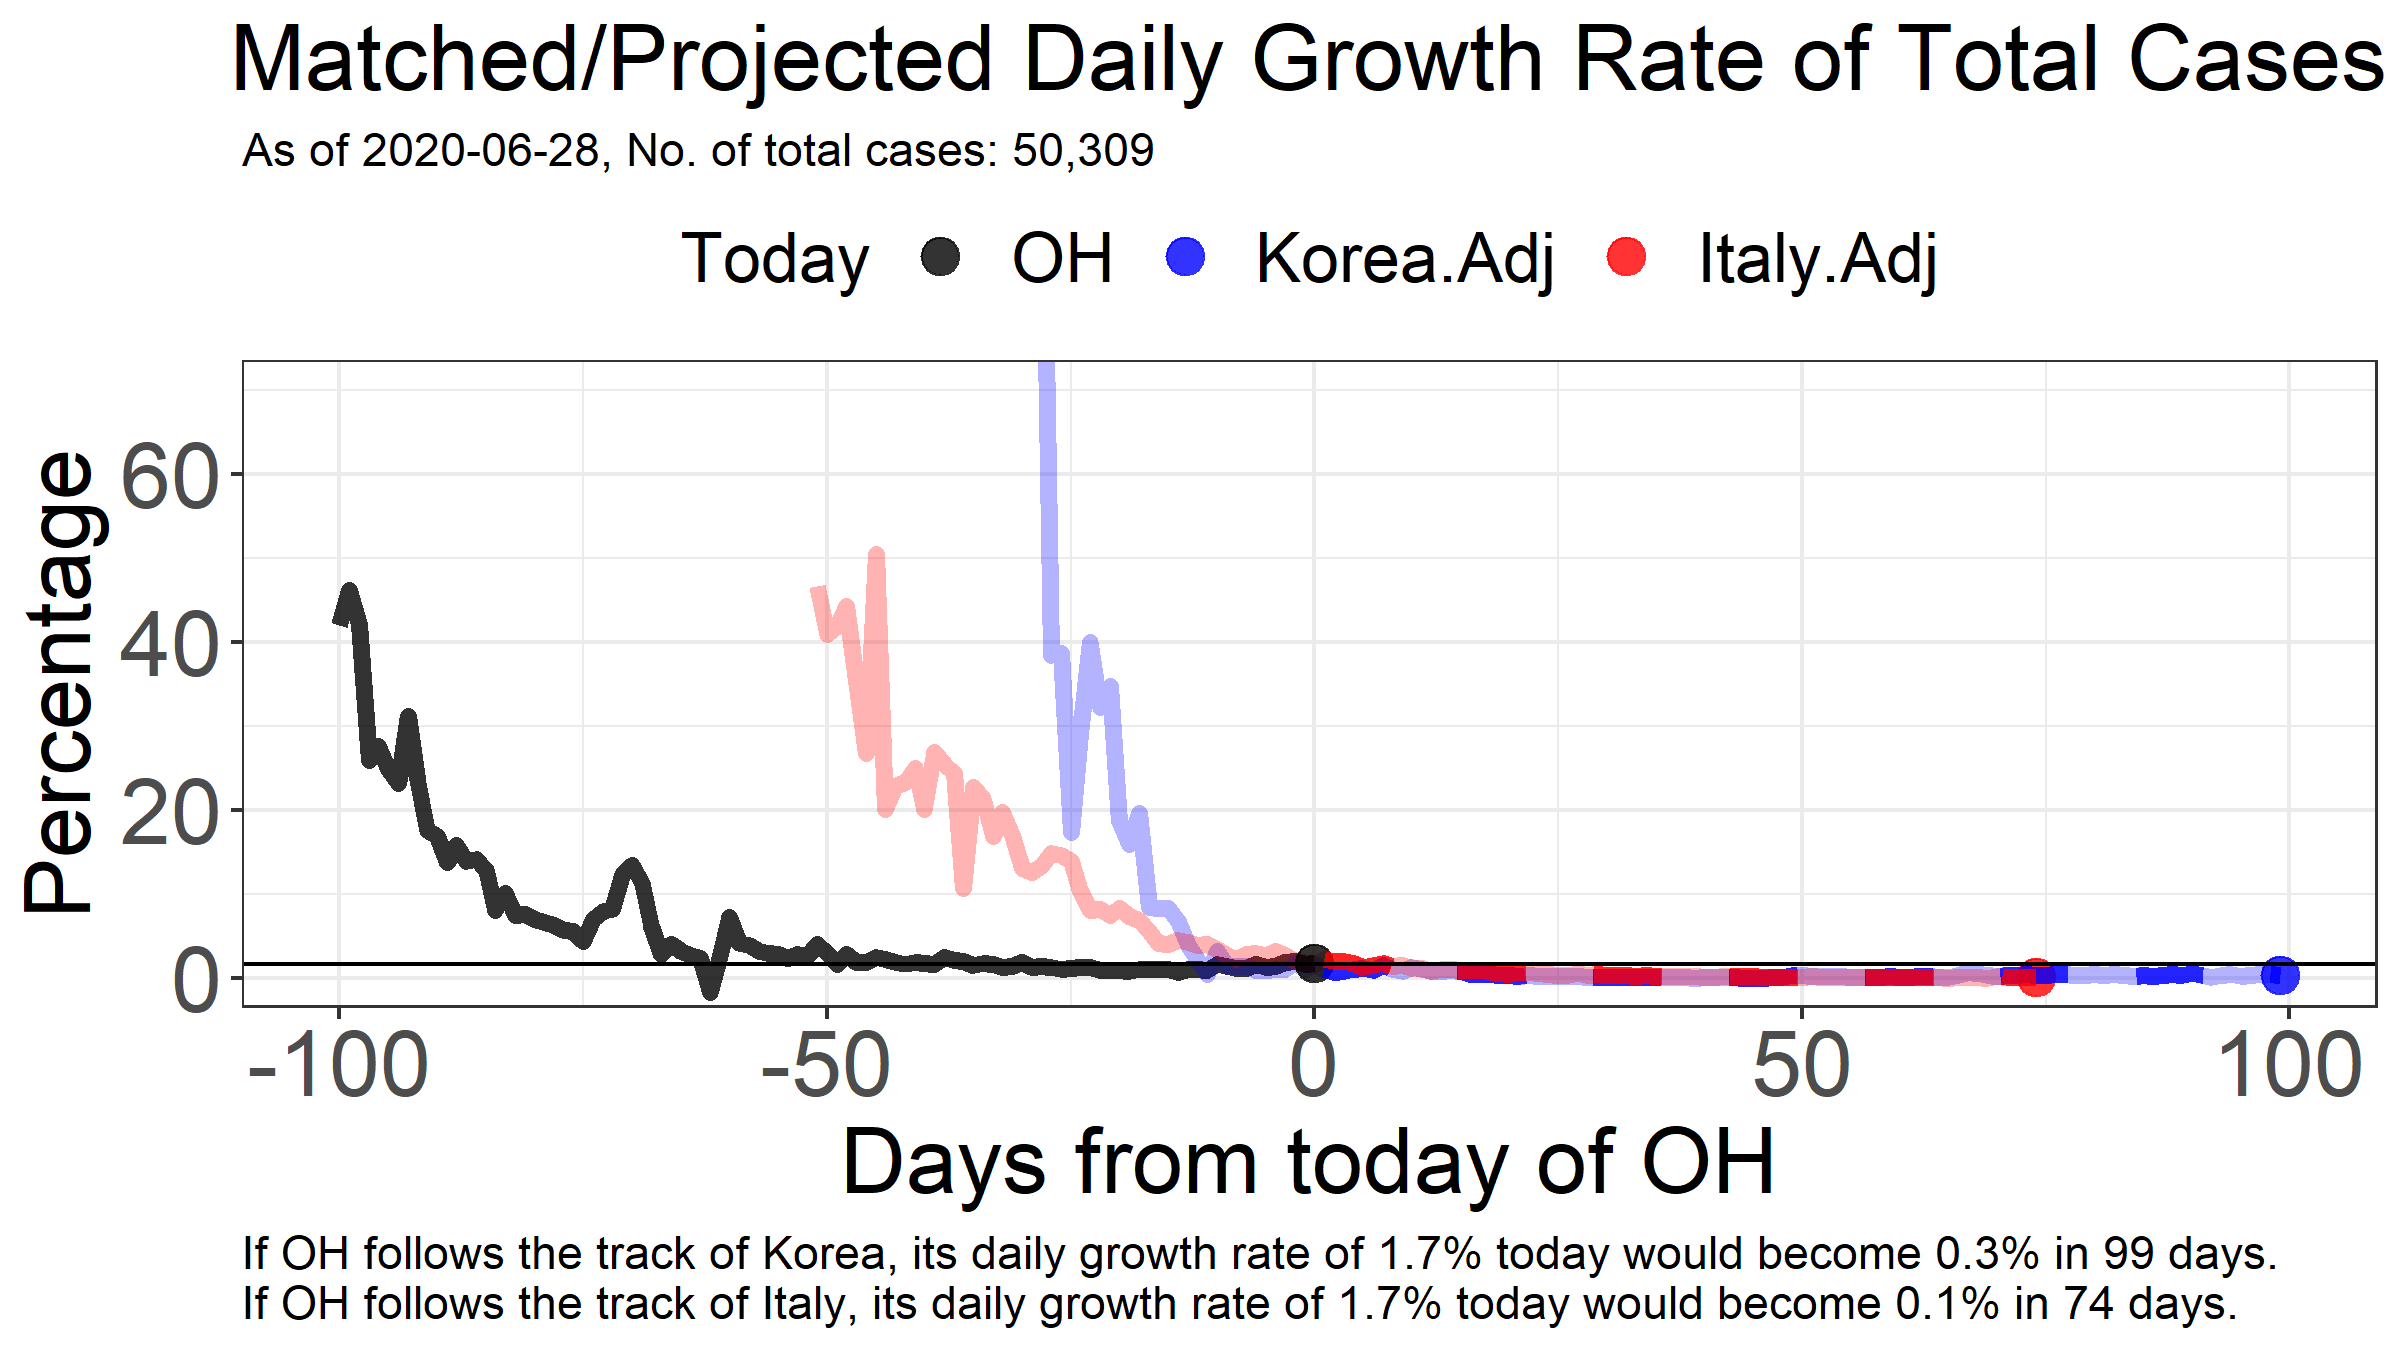 Matched/Projected Daily Growth Rate of Total Cases
As of 2020-06-28, No. of total cases: 50,309
Today OH Korea.Adj Italy.Adj
Percentage
60
40
20
0
-100 -50 0 50 100
Days from today of OH
If OH follows the track of Korea, its daily growth rate of 1.7% today would become 0.3% in 99 days.
If OH follows the track of Italy, its daily growth rate of 1.7% today would become 0.1% in 74 days.